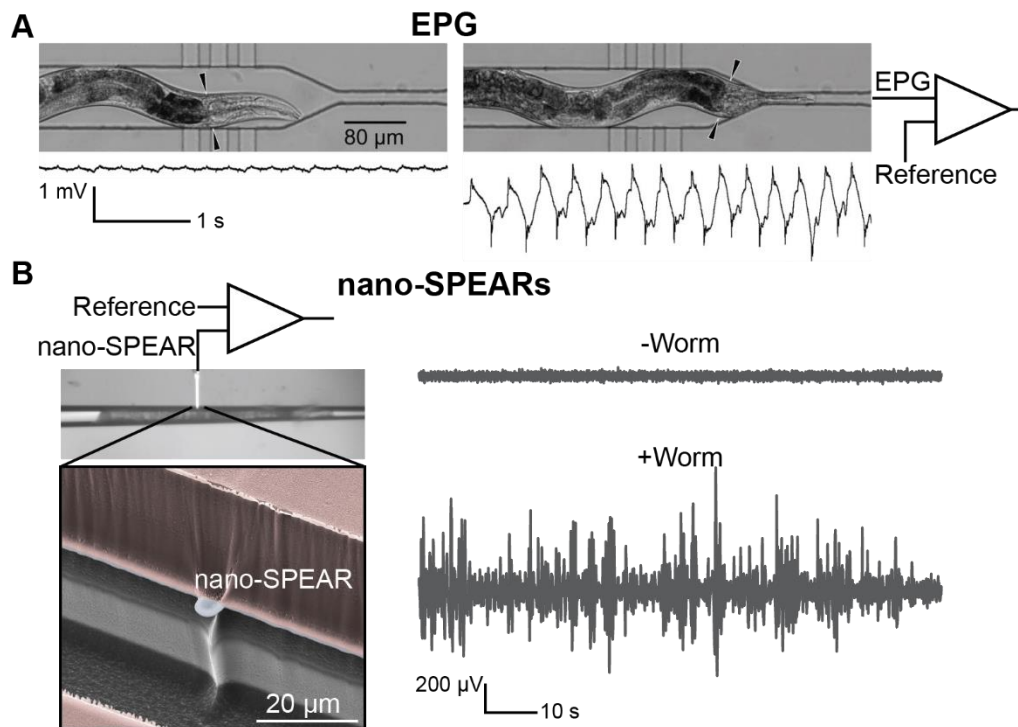 A
EPG
80 µm
EPG
Reference
1 mV
1 s
B
nano-SPEARs
Reference
nano-SPEAR
-Worm
+Worm
nano-SPEAR
20 µm
200 µV
10 s